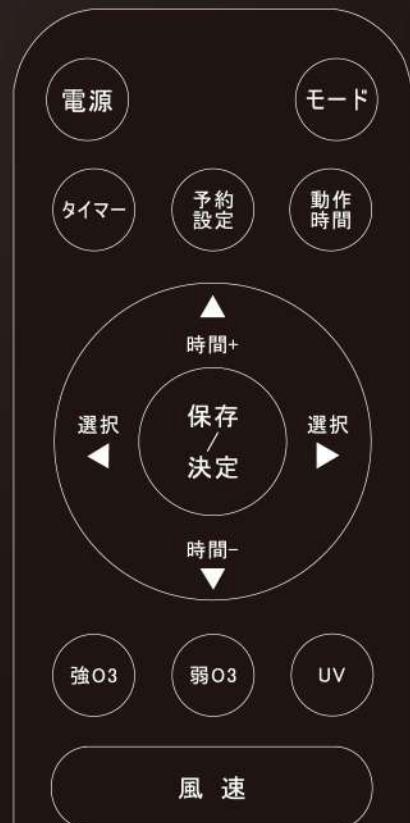 電源
モード
タイマー
予約
設定
動作
時間
▲
時間+
選択
◀
保存
/
決定
選択
▶
時間-
▼
強O3
弱O3
UV
風速